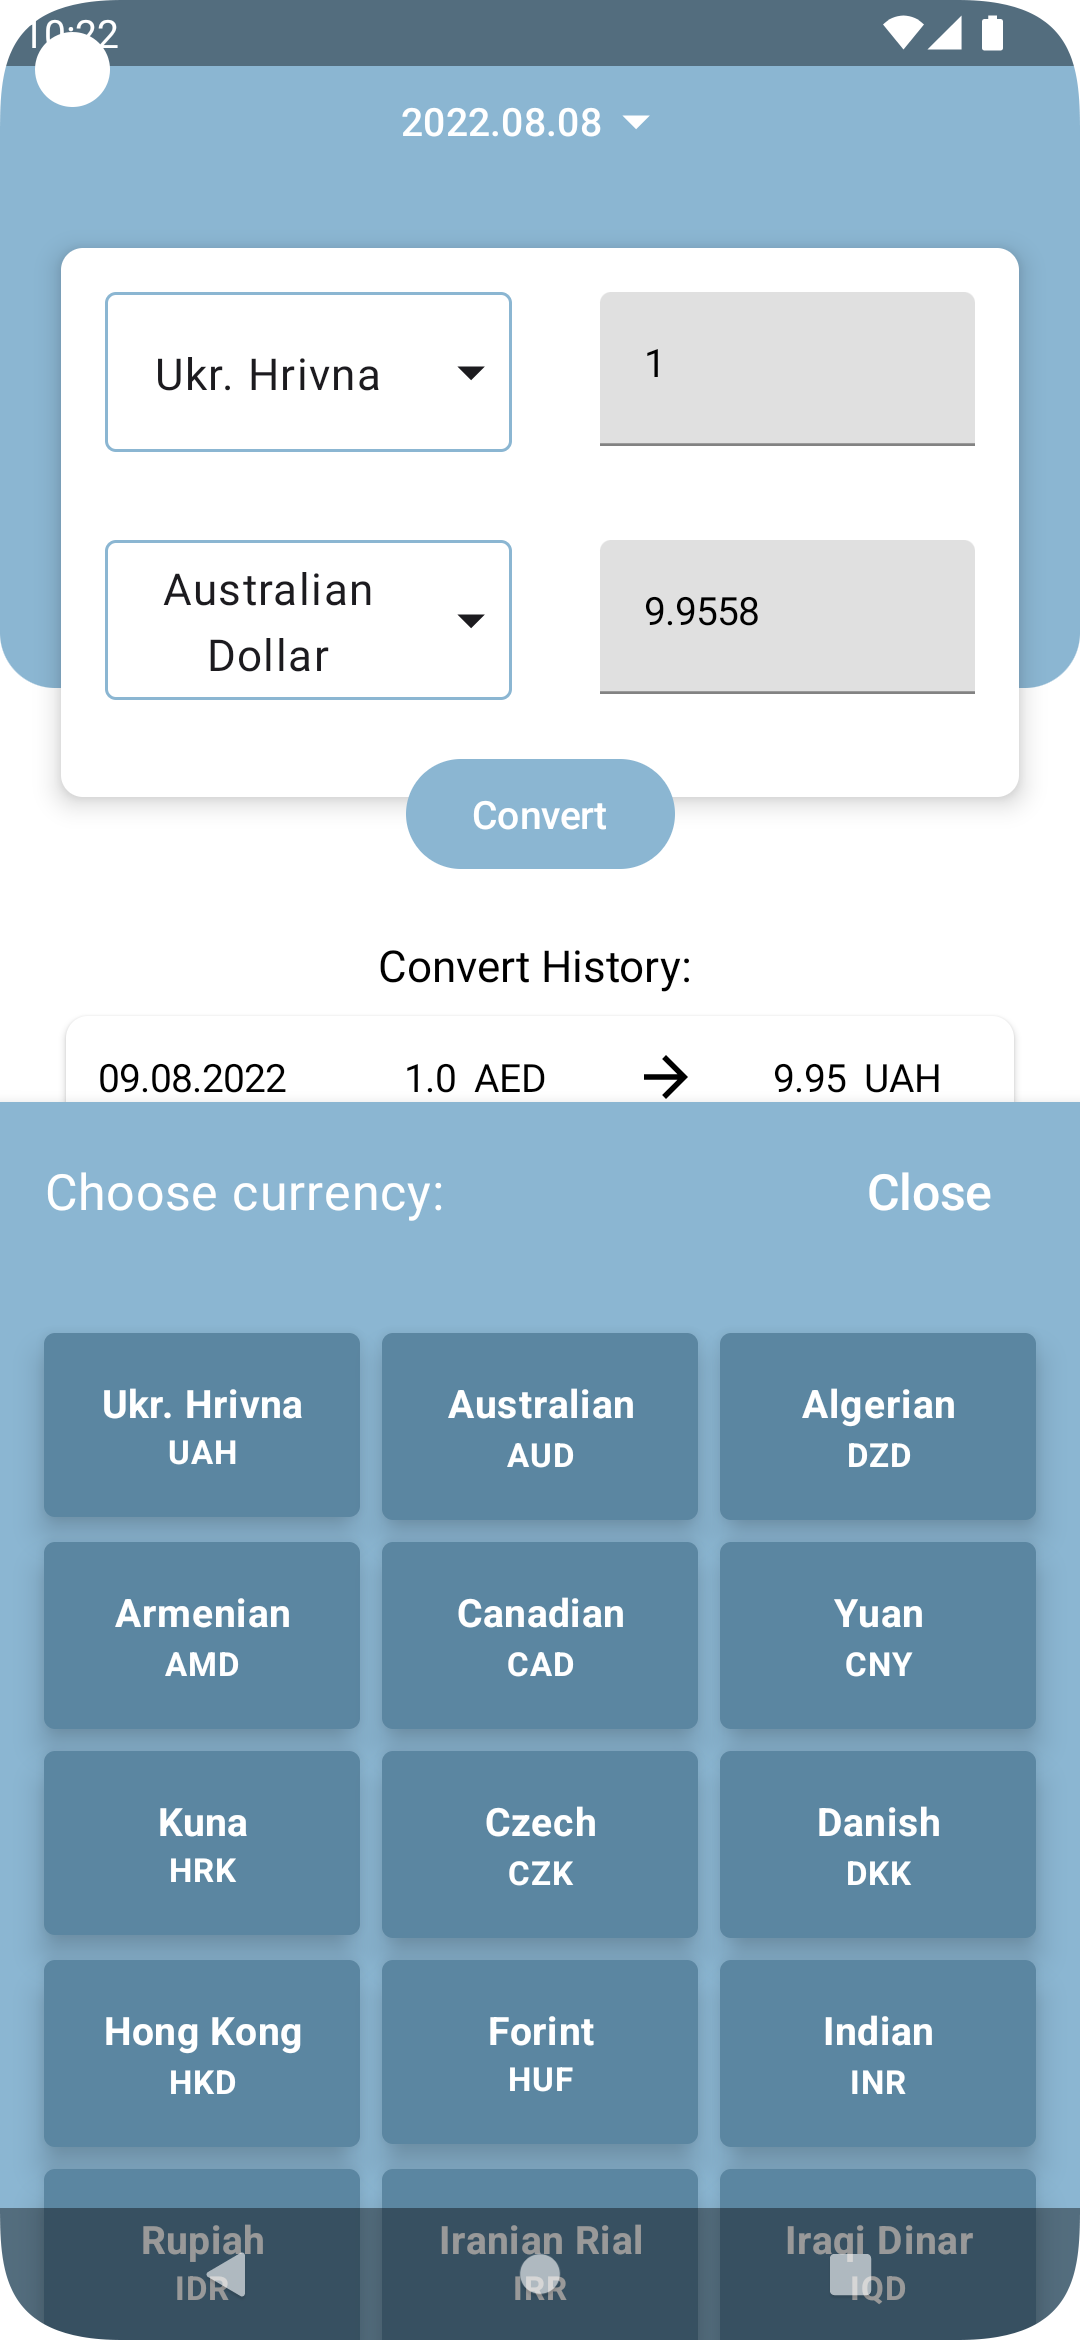 10:22
2022.08.08
Ukr. Hrivna
1
Australian
Dollar
9.9558
Convert
Convert History:
09.08.2022 1.0 AED 9.95 UAH
Choose currency: Close
Ukr. Hrivna Australian Algerian
UAH AUD DZD
Armenian Canadian Yuan
AMD CAD CNY
Kuna Czech Danish
HRK CZK DKK
Hong Kong Forint Indian
HKD HUF INR
Rupiah Iranian Rial Iraqi Dinar
IDR IRR IQD